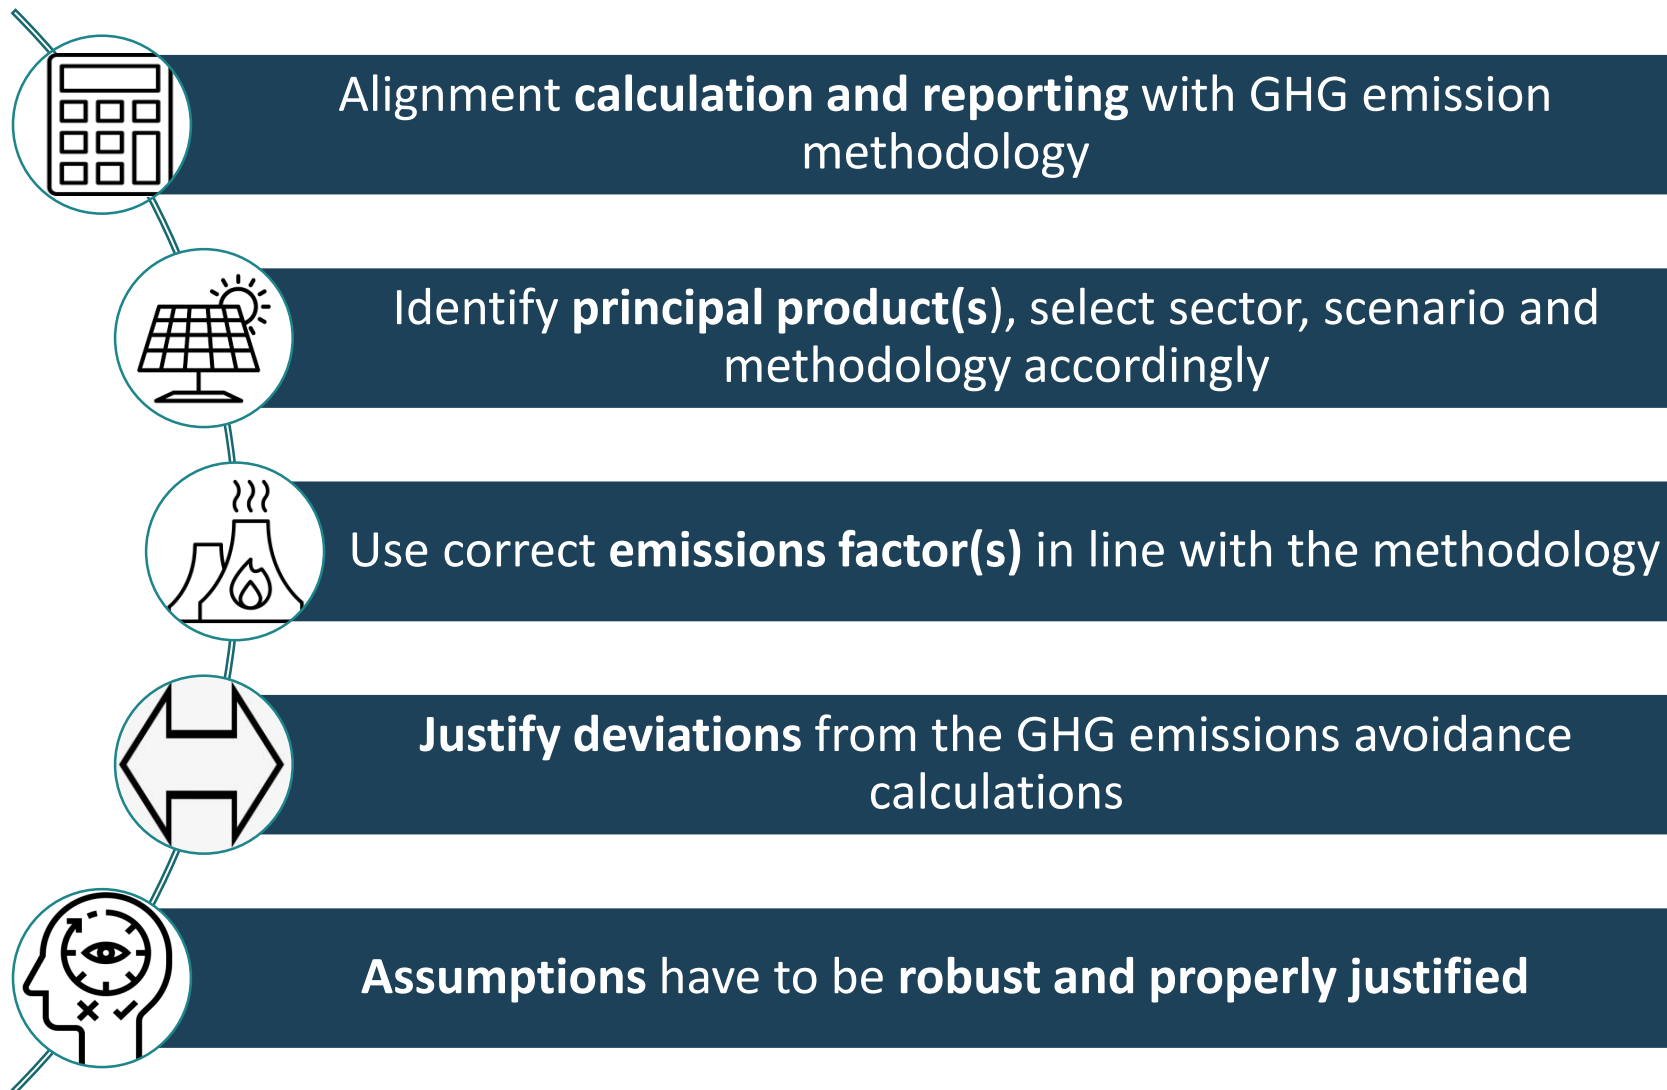 Alignment calculation and reporting with GHG emission
methodology
Identify principal product(s), select sector, scenario and
methodology accordingly
Use correct emissions factor(s) in line with the methodology
Justify deviations from the GHG emissions avoidance
calculations
Assumptions have to be robust and properly justified